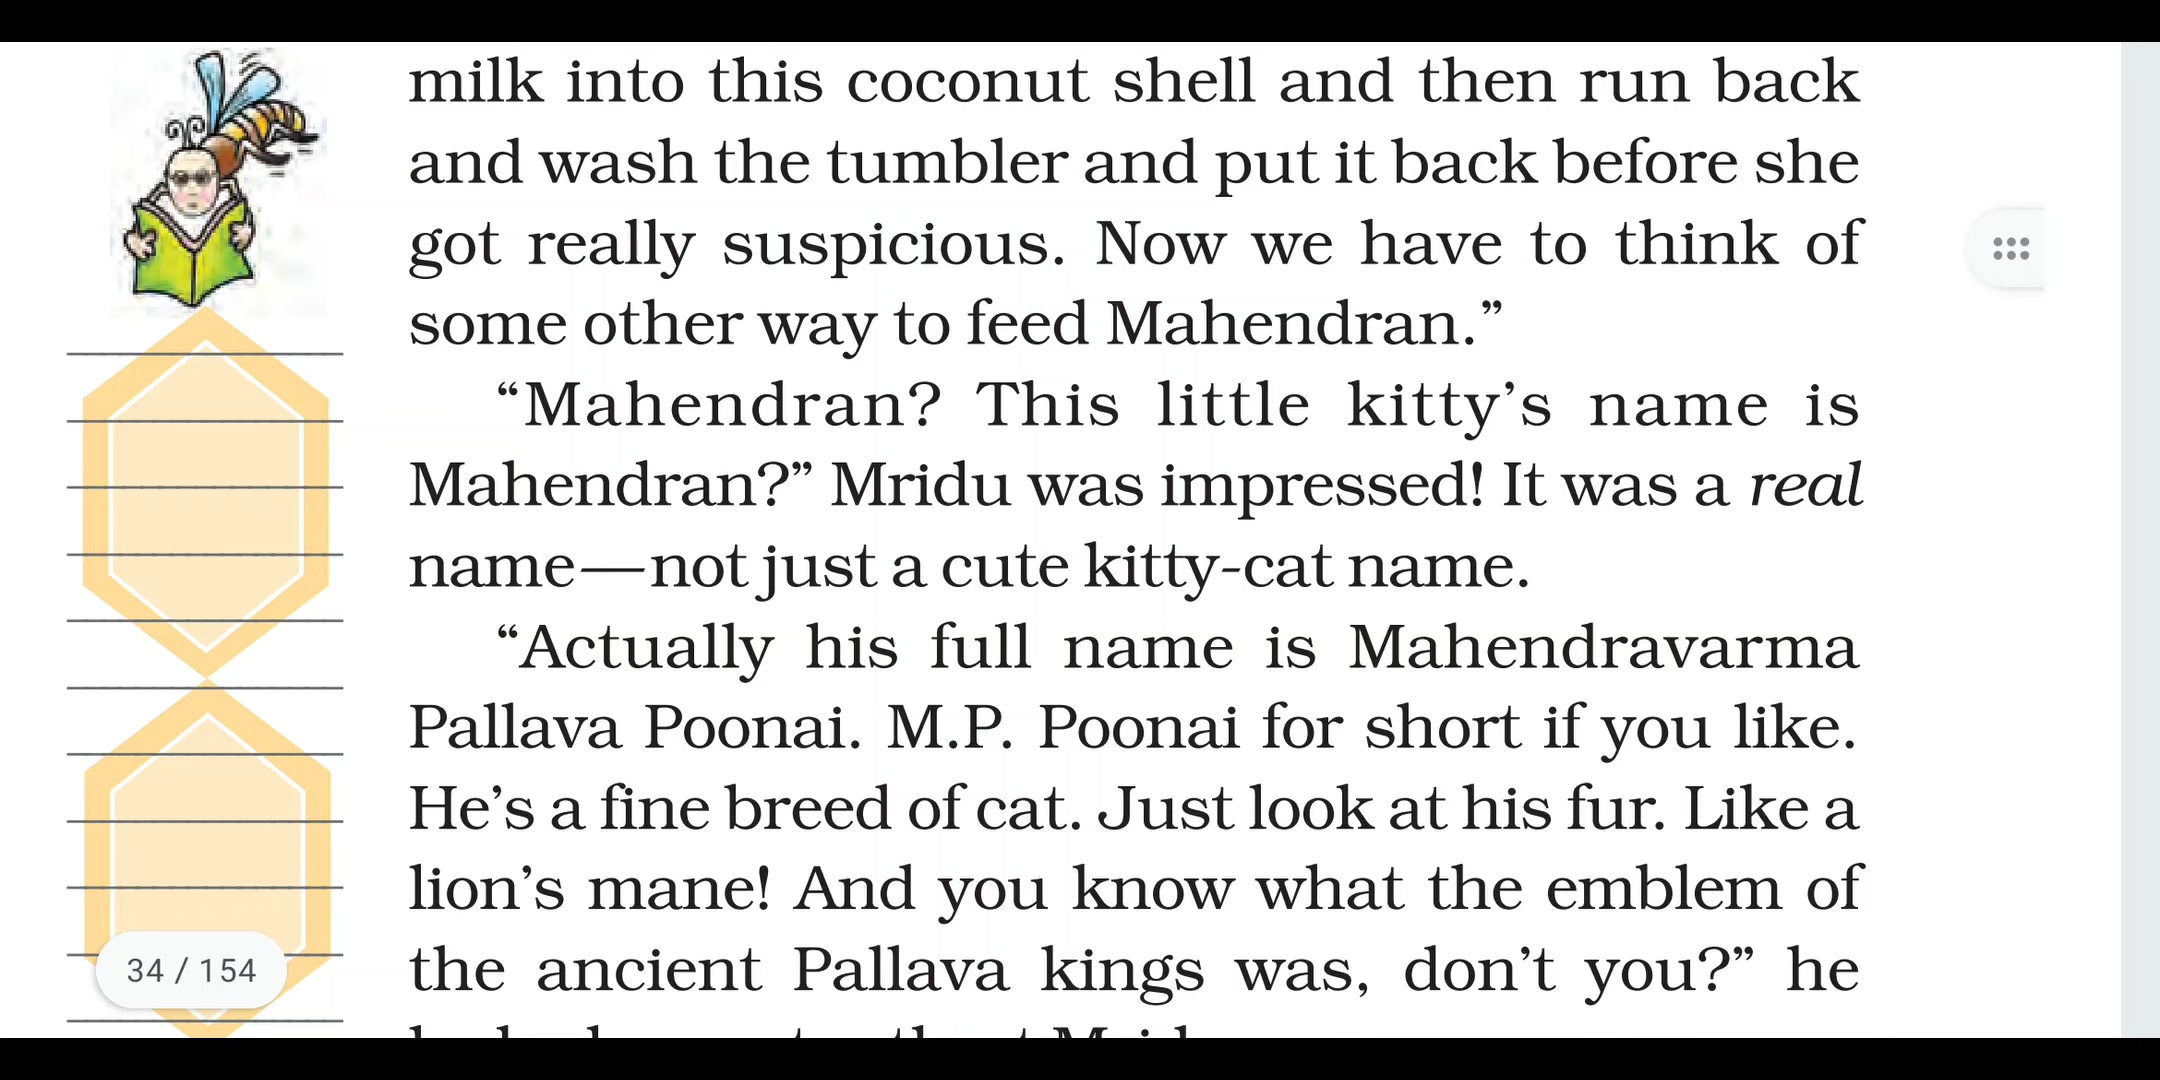 milk into this coconut shell and then run back
and wash the tumbler and put it back before she
got really suspicious. Now we have to think of
some other way to feed Mahendran.”
“Mahendran? This little kitty’s name is
Mahendran?” Mridu was impressed! It was a real
name—not just a cute kitty-cat name.
“Actually his full name is Mahendravarma
Pallava Poonai. M.P. Poonai for short if you like.
He’s a fine breed of cat. Just look at his fur. Like a
lion’s mane! And you know what the emblem of
the ancient Pallava kings was, don’t you?” he
34 / 154